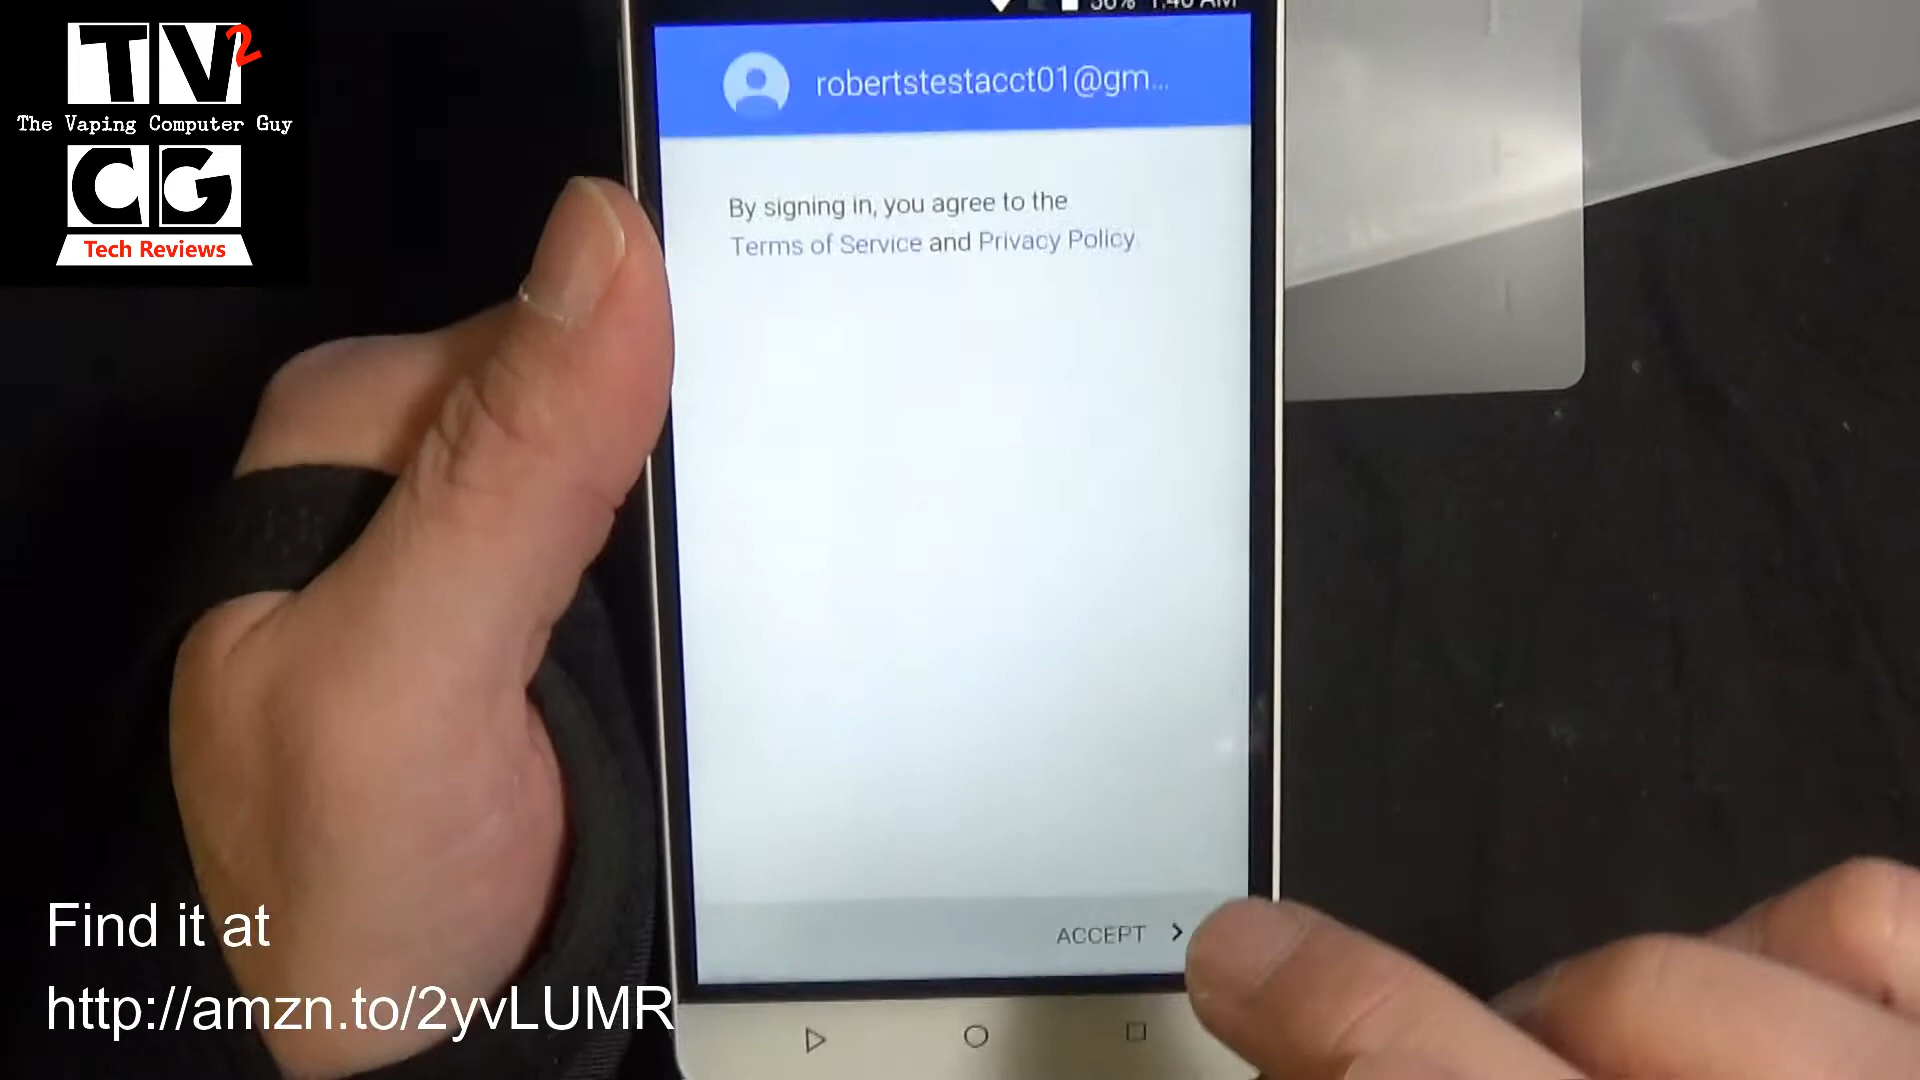 TV2
The Vaping Computer Guy
CG
Tech Reviews
robertstestacct01@gm...
By signing in, you agree to the
Terms of Service and Privacy Policy.
ACCEPT
Find it at
http://amzn.to/2yvLUMR